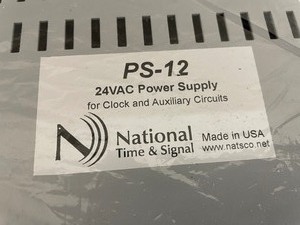 PS-12
24VAC Power Supply
for Clock and Auxiliary Circuits
National
Time & Signal
Made in USA
www.natsco.net